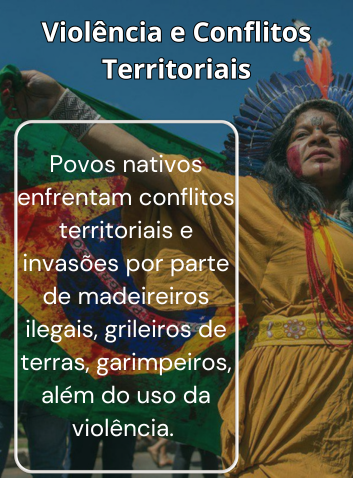 Violência e Conflitos
Territoriais
Povos nativos
enfrentam conflitos
territoriais e
invasões por parte
de madeireiros
ilegais, grileiros de
terras, garimpeiros,
além do uso da
violência.